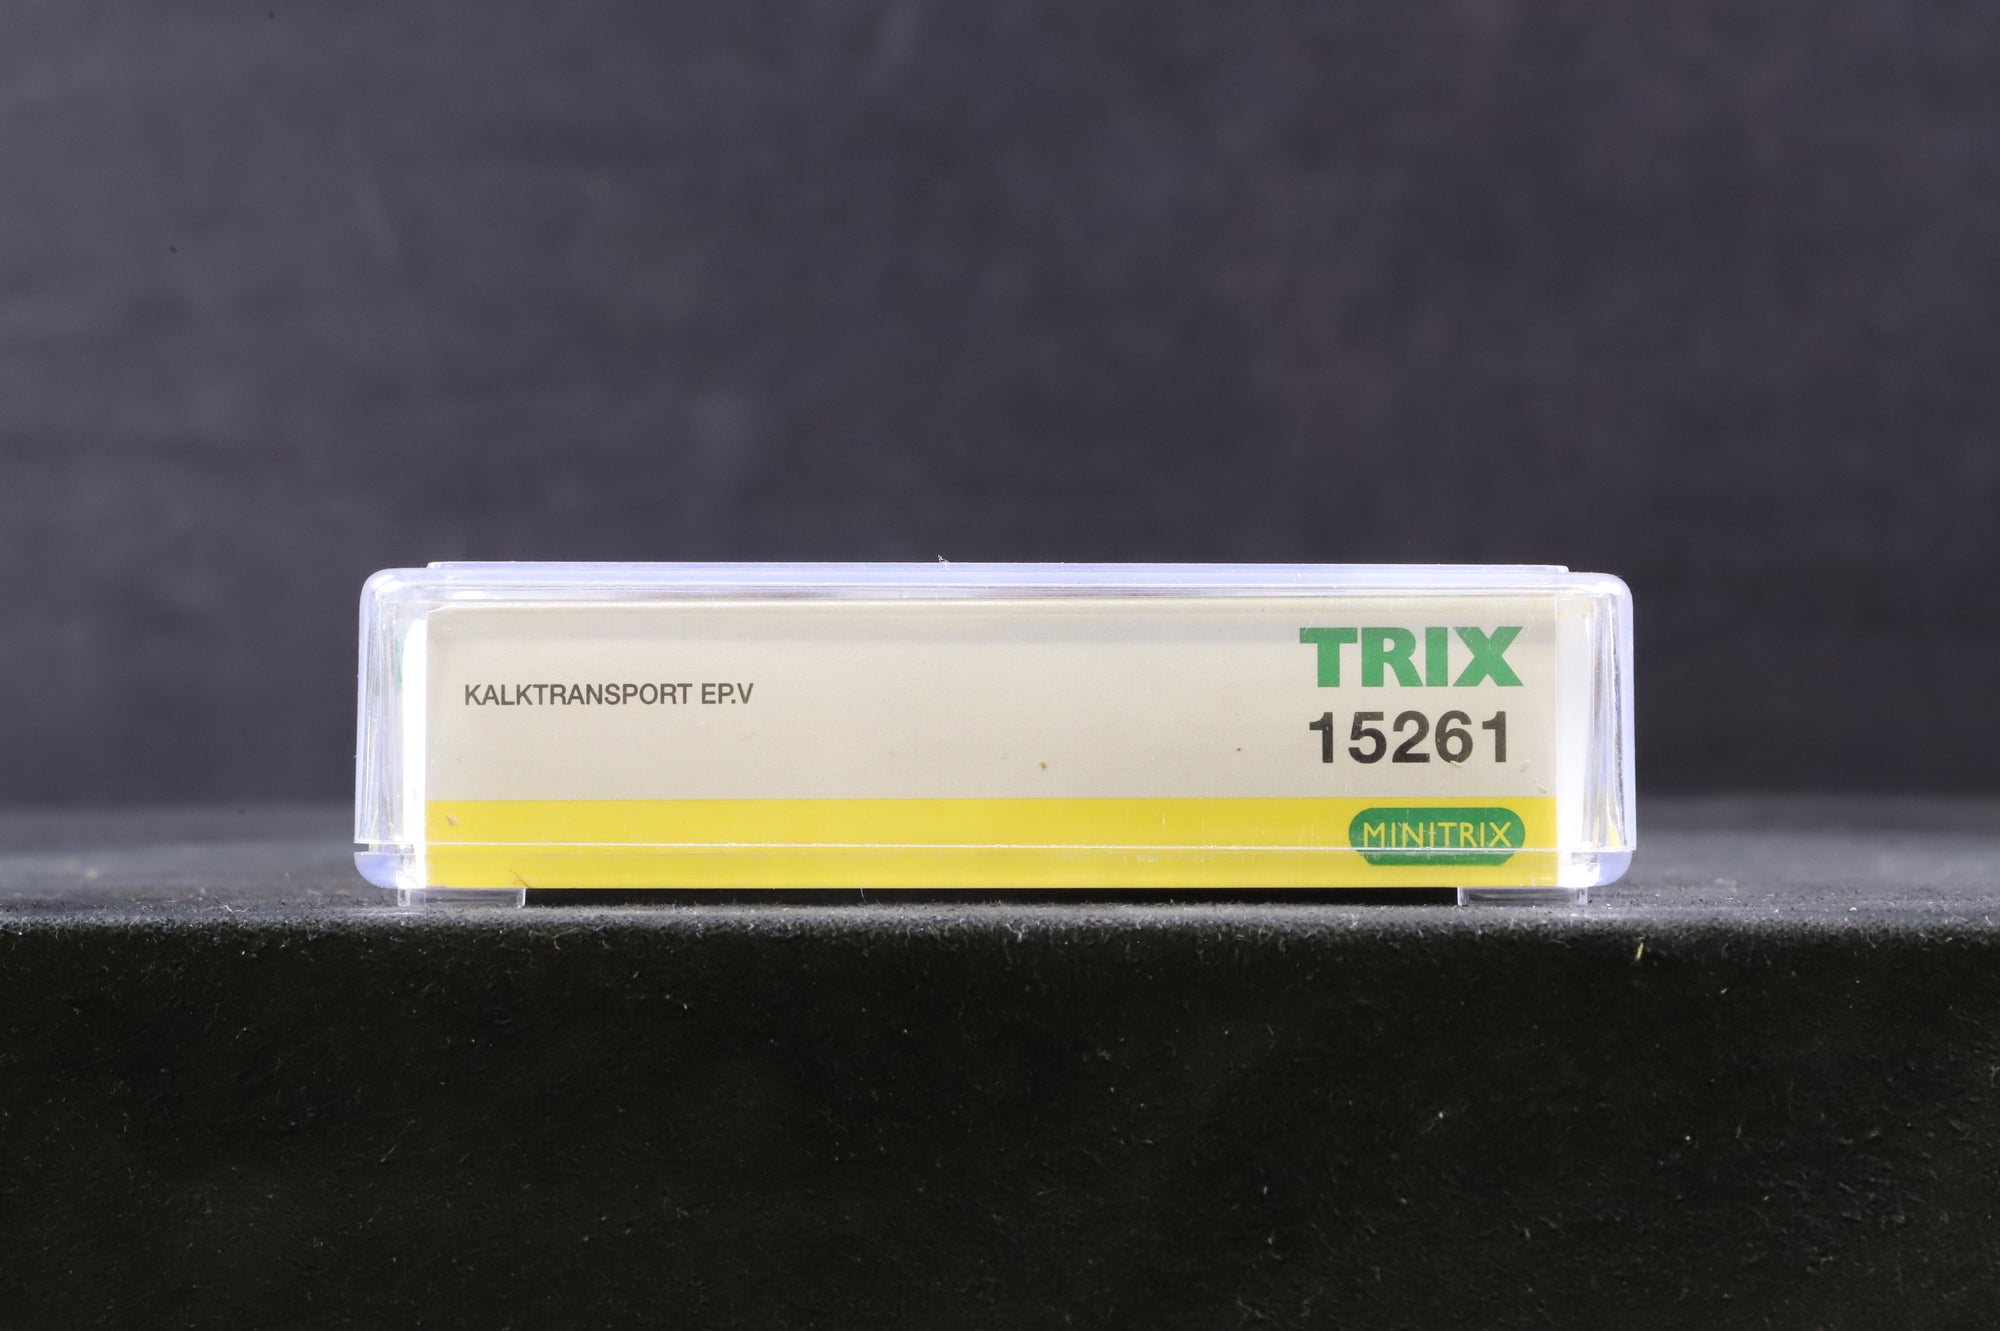 KALKTRANSPORT EP.V
TRIX
15261
MINITRIX